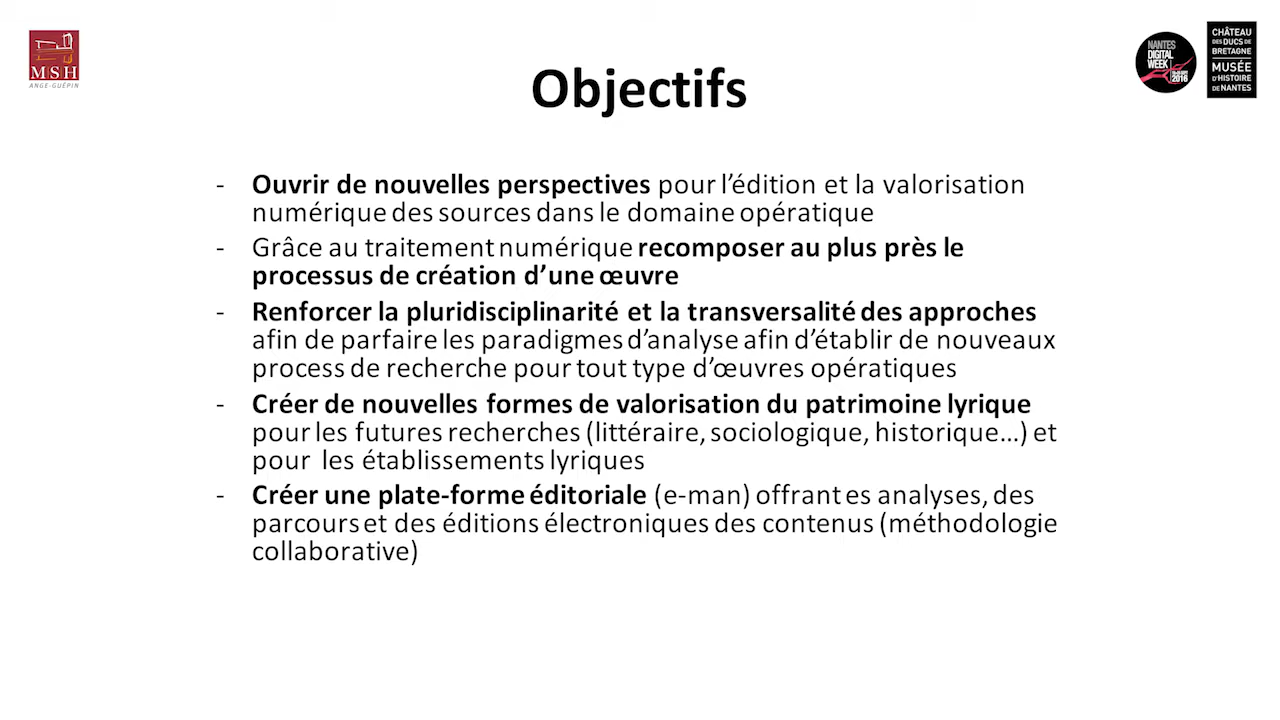 MSH
ANGE-GUÉPIN
NANTES
DIGITAL
WEEK
2016
CHÂTEAU
DES DUCS DE
BRETAGNE
MUSÉE
D'HISTOIRE
DE NANTES
Objectifs
- Ouvrir de nouvelles perspectives pour l’édition et la valorisation
numérique des sources dans le domaine opératique
- Grâce au traitement numérique recomposer au plus près le
processus de création d’une œuvre
- Renforcer la pluridisciplinarité et la transversalité des approches
afin de parfaire les paradigmes d’analyse afin d’établir de nouveaux
process de recherche pour tout type d’œuvres opératiques
- Créer de nouvelles formes de valorisation du patrimoine lyrique
pour les futures recherches (littéraire, sociologique, historique...) et
pour les établissements lyriques
- Créer une plate-forme éditoriale (e-man) offrant es analyses, des
parcours et des éditions électroniques des contenus (méthodologie
collaborative)